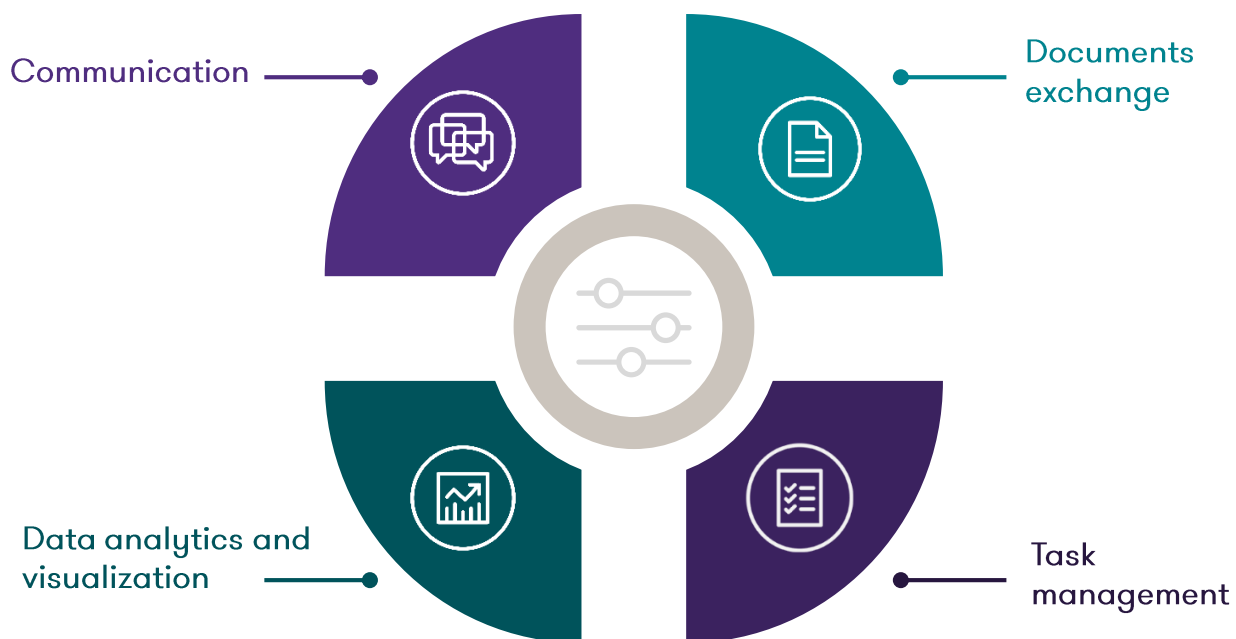 Communication
Documents
exchange
Data analytics and
visualization
Task
management